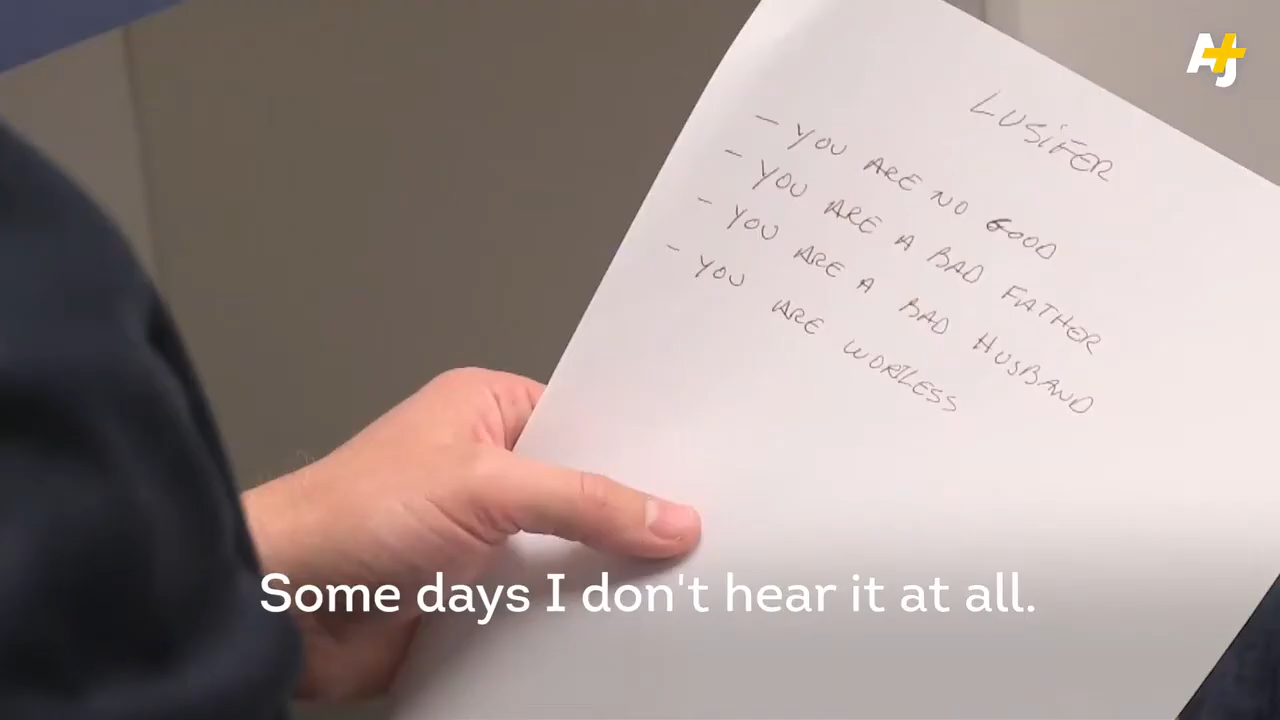 AJ+
LUSIFER
- YOU ARE NO GOOD
- YOU ARE A BAD FATHER
- YOU ARE A BAD HUSBAND
- YOU ARE WORTLESS
Some days I don't hear it at all.